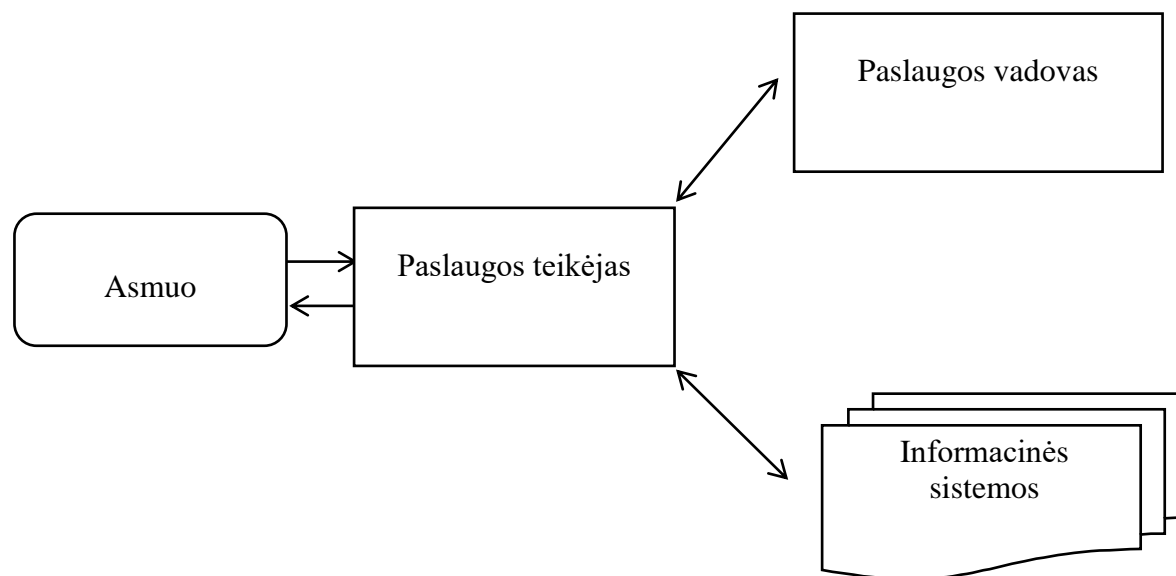 Paslaugos vadovas
Asmuo
Paslaugos teikėjas
Informacinės
sistemos